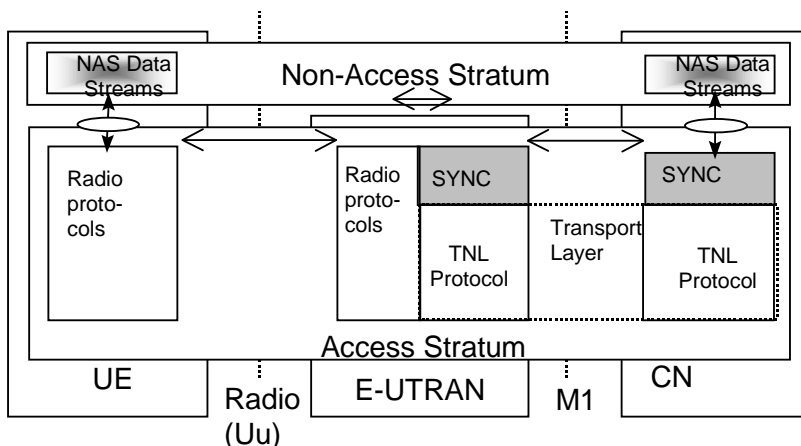 NAS Data
Streams
Non-Access Stratum
NAS Data
Streams
Radio
proto-
cols
Radio
proto-
cols
SYNC
TNL
Protocol
Transport
Layer
SYNC
TNL
Protocol
Access Stratum
UE
Radio
(Uu)
E-UTRAN
M1
CN